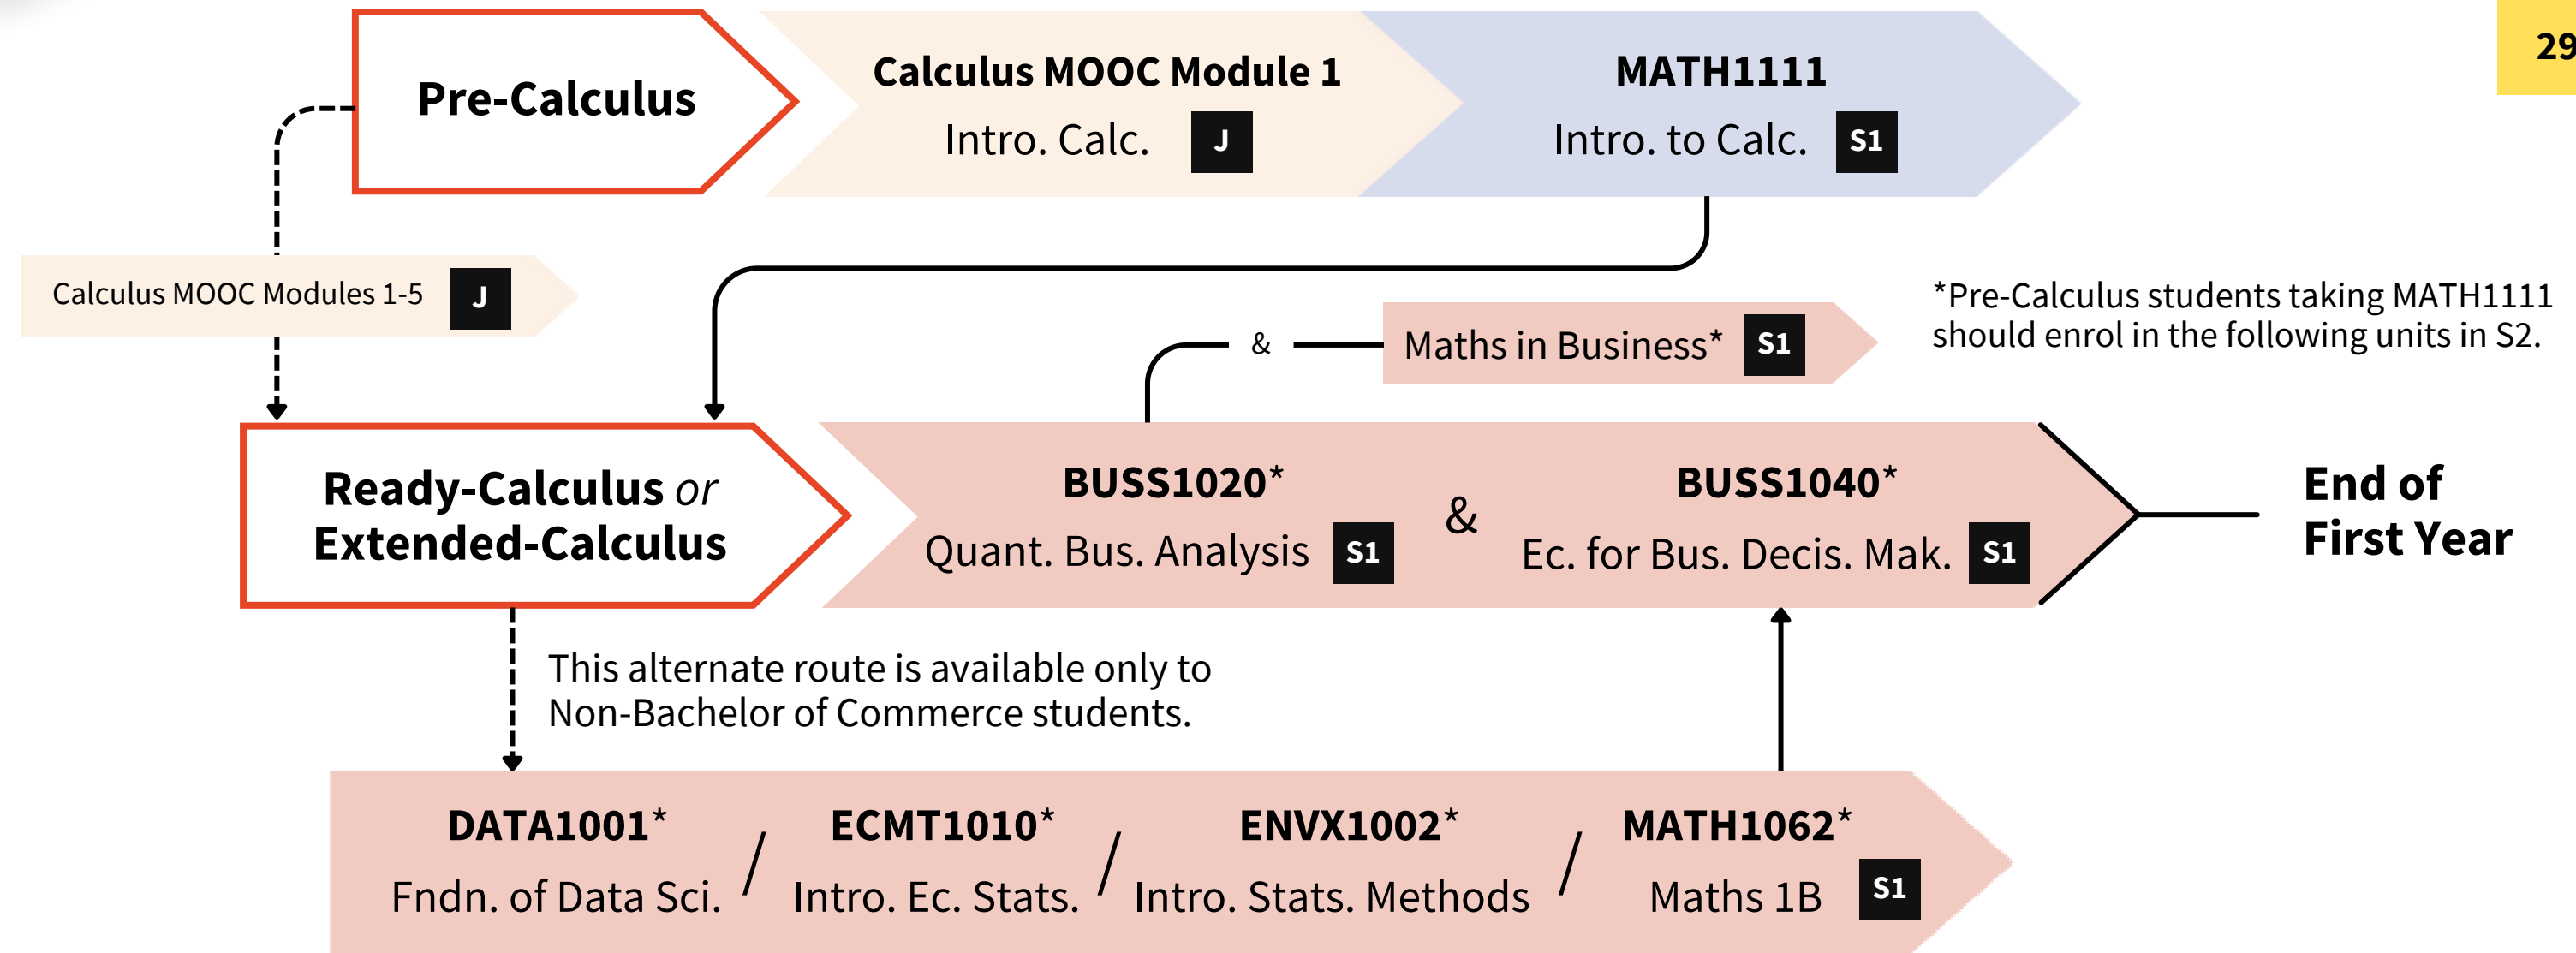 29
Pre-Calculus
Calculus MOOC Module 1
Intro. Calc. J
MATH1111
Intro. to Calc. S1
Calculus MOOC Modules 1-5 J
*Pre-Calculus students taking MATH1111
should enrol in the following units in S2.
& Maths in Business* S1
Ready-Calculus or
Extended-Calculus
BUSS1020*
Quant. Bus. Analysis S1
&
BUSS1040*
Ec. for Bus. Decis. Mak. S1
End of
First Year
This alternate route is available only to
Non-Bachelor of Commerce students.
DATA1001*
Fndn. of Data Sci.
/
ECMT1010*
Intro. Ec. Stats.
/
ENVX1002*
Intro. Stats. Methods
/
MATH1062*
Maths 1B S1